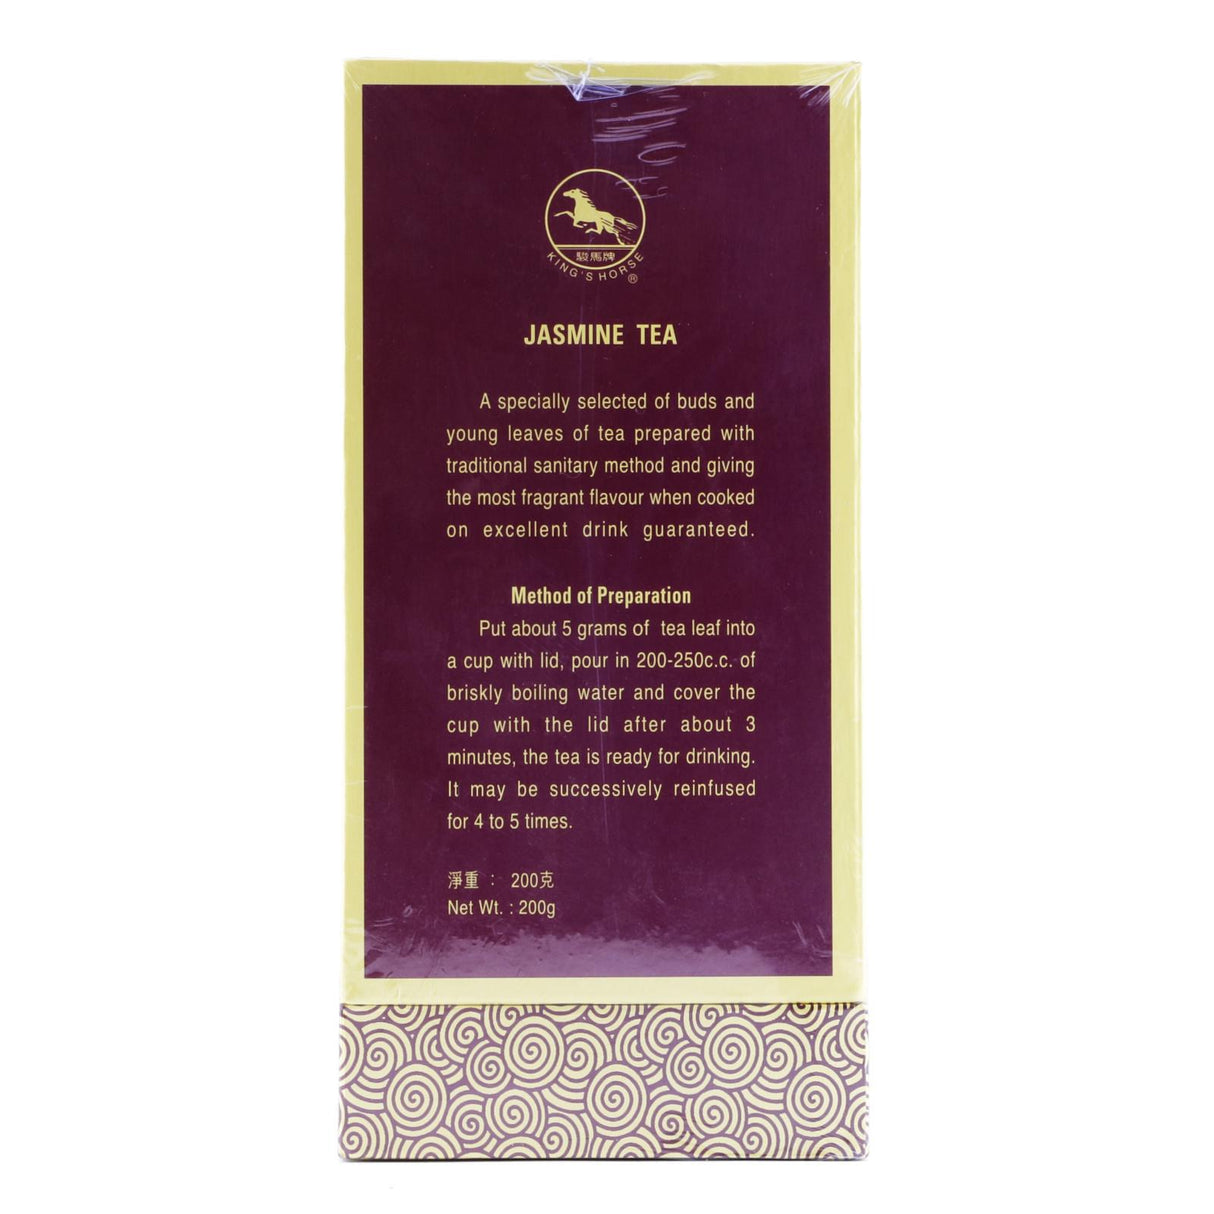 駿馬牌
KING'S HORSE ®
JASMINE TEA
A specially selected of buds and
young leaves of tea prepared with
traditional sanitary method and giving
the most fragrant flavour when cooked
on excellent drink guaranteed.
Method of Preparation
Put about 5 grams of tea leaf into
a cup with lid, pour in 200-250c.c. of
briskly boiling water and cover the
cup with the lid after about 3
minutes, the tea is ready for drinking.
It may be successively reinfused
for 4 to 5 times.
淨重 : 200克
Net Wt. : 200g